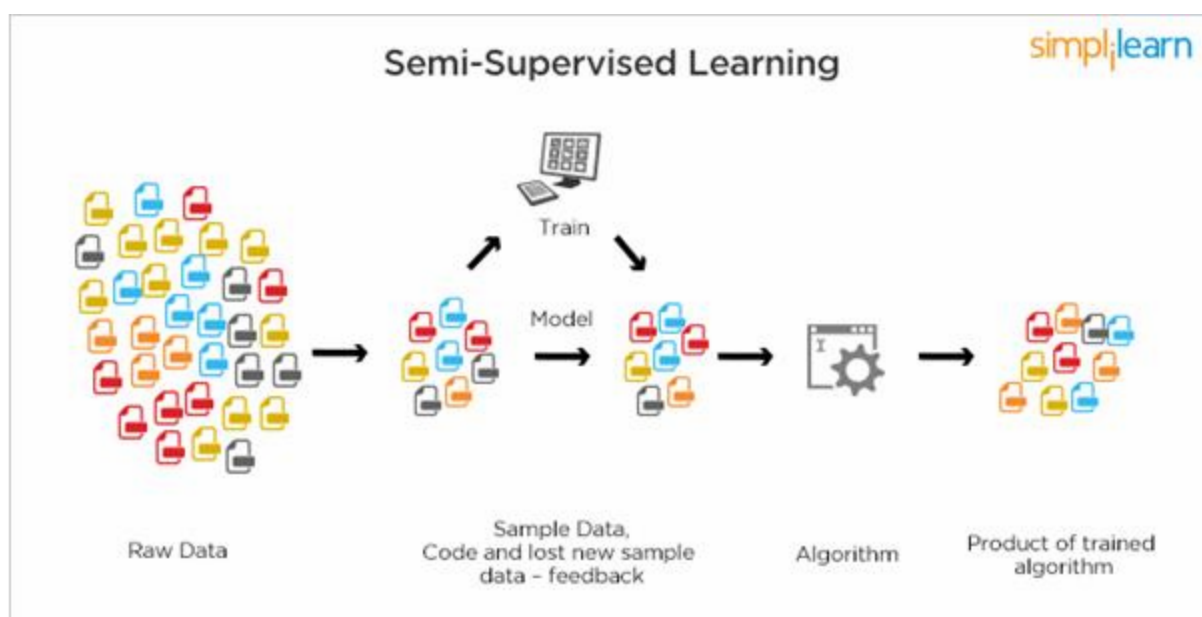 Semi-Supervised Learning
simplilearn
Train
Model
Raw Data
Sample Data,
Code and lost new sample
data – feedback
Algorithm
Product of trained
algorithm